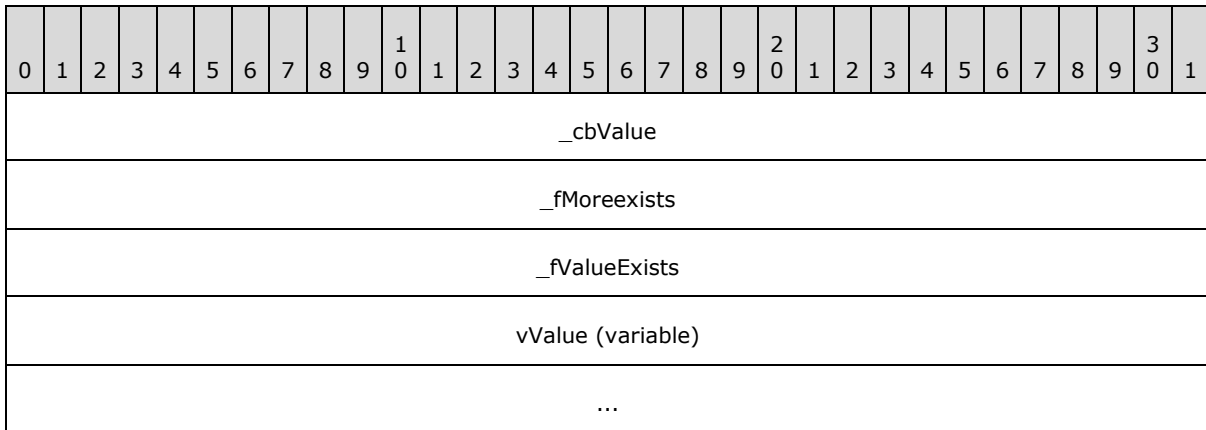 1 2 3
0 1 2 3 4 5 6 7 8 9 0 1 2 3 4 5 6 7 8 9 0 1 2 3 4 5 6 7 8 9 0 1
_cbValue
_fMoreexists
_fValueExists
vValue (variable)
...